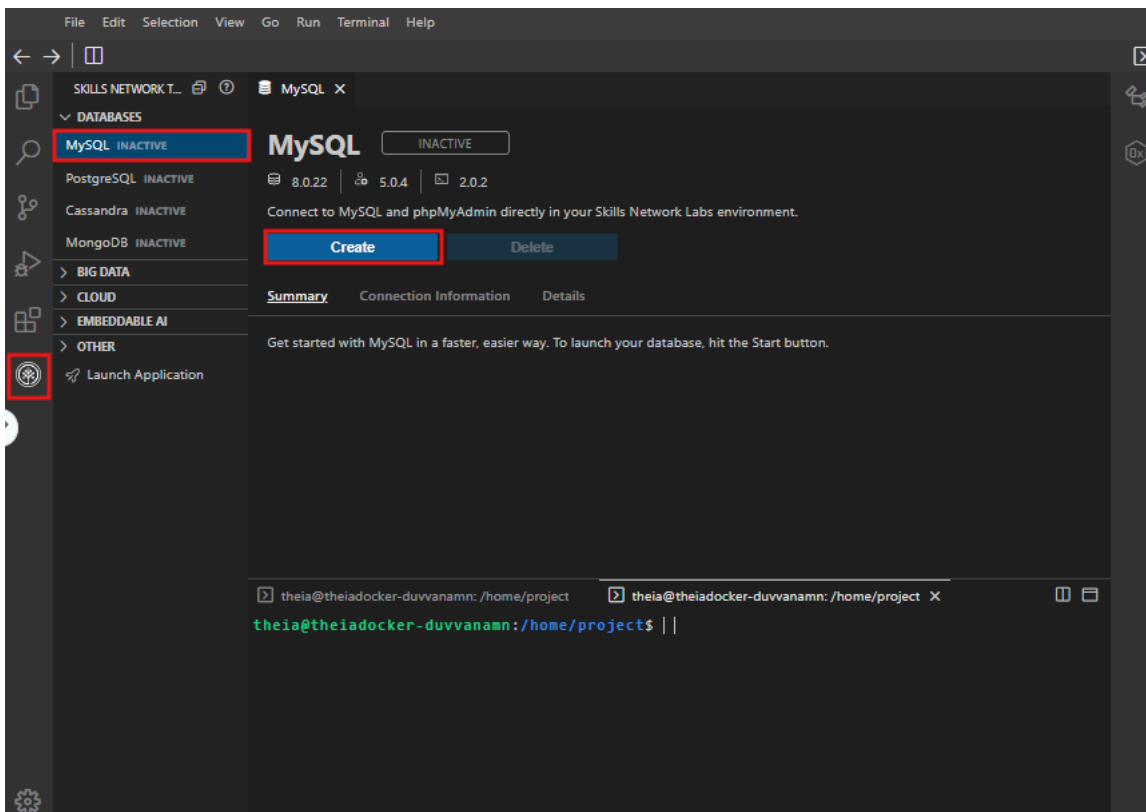 File Edit Selection View Go Run Terminal Help
SKILLS NETWORK T...
MySQL
DATABASES
MySQL INACTIVE
PostgreSQL INACTIVE
Cassandra INACTIVE
MongoDB INACTIVE
BIG DATA
CLOUD
EMBEDDABLE AI
OTHER
Launch Application
MySQL INACTIVE
8.0.22 5.0.4 2.0.2
Connect to MySQL and phpMyAdmin directly in your Skills Network Labs environment.
Create Delete
Summary Connection Information Details
Get started with MySQL in a faster, easier way. To launch your database, hit the Start button.
theia@theiadocker-duvvanamn: /home/project theia@theiadocker-duvvanamn: /home/project
theia@theiadocker-duvvanamn:/home/project$